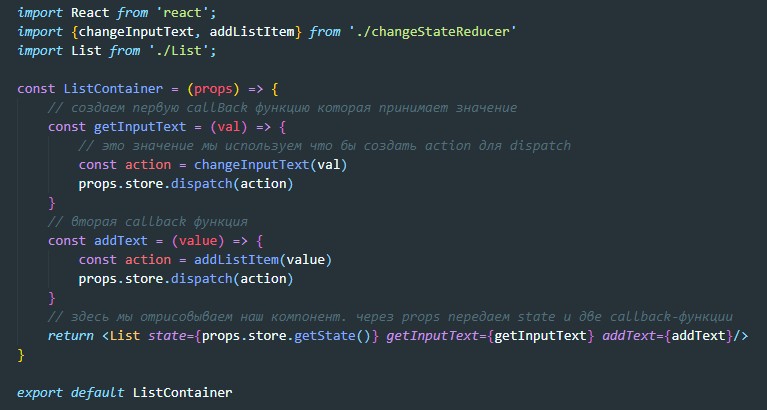 import React from 'react';
import {changeInputText, addListItem} from './changeStateReducer'
import List from './List';
const ListContainer = (props) => {
// создаем первую callBack функцию которая принимает значение
const getInputText = (val) => {
// это значение мы используем что бы создать action для dispatch
const action = changeInputText(val)
props.store.dispatch(action)
}
// вторая callback функция
const addText = (value) => {
const action = addListItem(value)
props.store.dispatch(action)
}
// здесь мы отрисовываем наш компонент. через props передаем state и две callback-функции
return <List state={props.store.getState()} getInputText={getInputText} addText={addText}/>
}
export default ListContainer